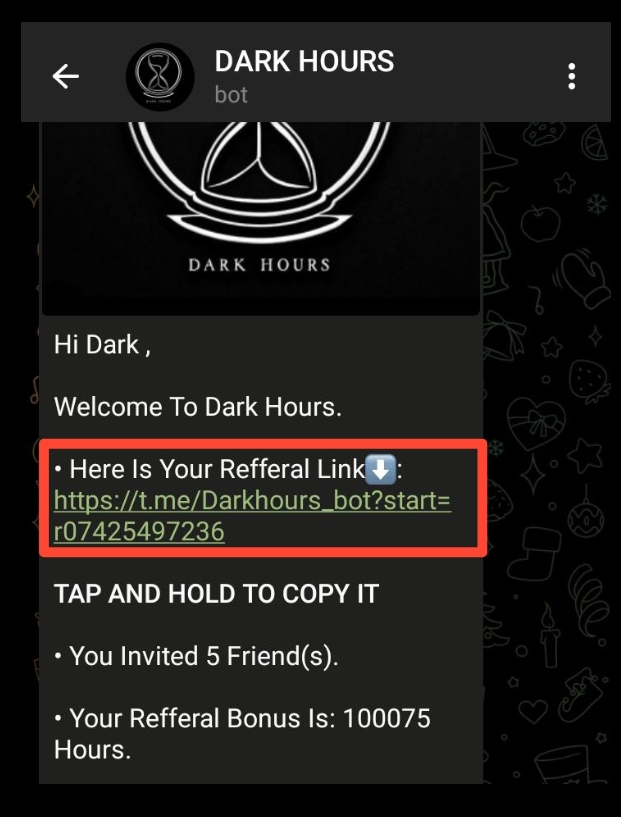 DARK HOURS
bot
DARK HOURS
Hi Dark ,
Welcome To Dark Hours.
• Here Is Your Refferal Link⬇️:
https://t.me/Darkhours_bot?start=
r07425497236
TAP AND HOLD TO COPY IT
• You Invited 5 Friend(s).
• Your Refferal Bonus Is: 100075
Hours.